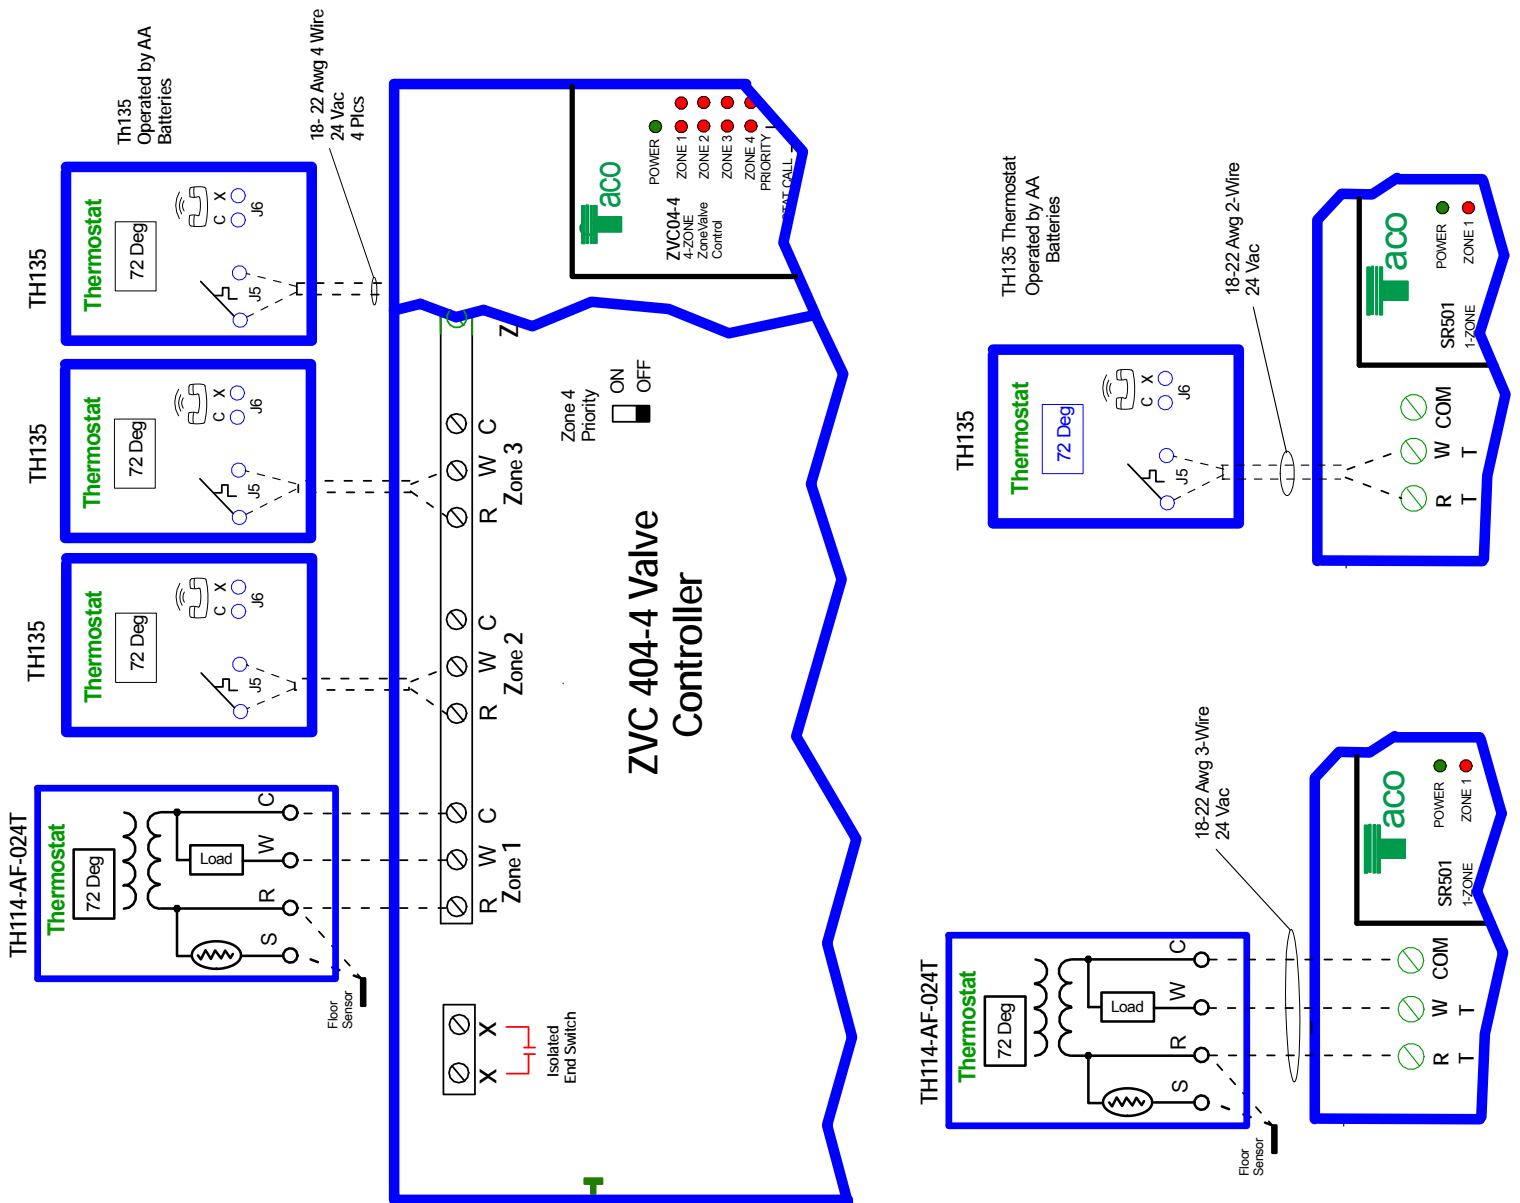 TH114-AF-024T
Thermostat
72 Deg
Load
S
R
W
C
Floor
Sensor
TH135
Thermostat
72 Deg
J5
C X
J6
TH135
Thermostat
72 Deg
J5
C X
J6
TH135
Thermostat
72 Deg
J5
C X
J6
Th135
Operated by AA
Batteries
18- 22 Awg 4 Wire
24 Vac
4 Plcs
X X
Isolated
End Switch
R W C
Zone 1
R W C
Zone 2
R W C
Zone 3
Z
Zone 4
Priority
ON
OFF
ZVC 404-4 Valve
Controller
aco
ZVC04-4
4-ZONE
ZoneValve
Control
POWER
ZONE 1
ZONE 2
ZONE 3
ZONE 4
PRIORITY
STAT CALL
TH114-AF-024T
Thermostat
72 Deg
Load
S
R
W
C
Floor
Sensor
18-22 Awg 3-Wire
24 Vac
R W COM
T T
aco
SR501
1-ZONE
POWER
ZONE 1
TH135
Thermostat
72 Deg
J5
C X
J6
TH135 Thermostat
Operated by AA
Batteries
18-22 Awg 2-Wire
24 Vac
R W COM
T T
aco
SR501
1-ZONE
POWER
ZONE 1